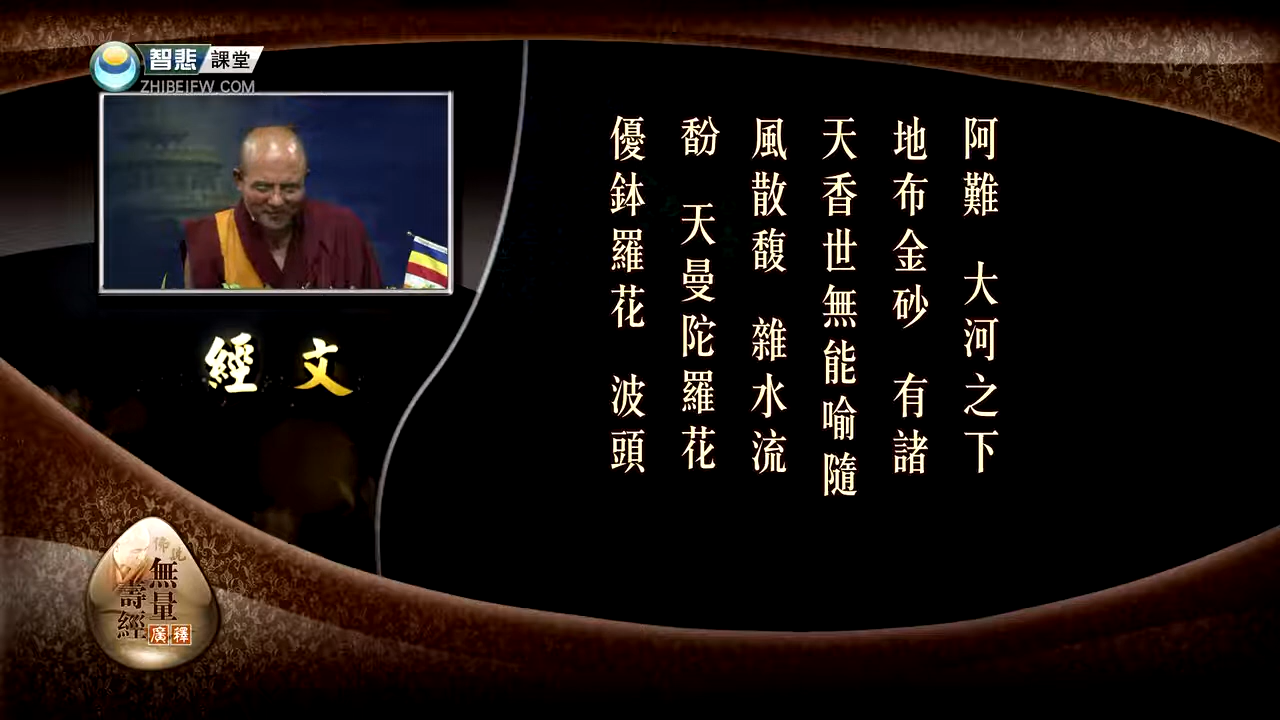 智悲 課堂
ZHIBEIFW.COM
經文
阿難 大河之下
地布金砂 有諸
天香世無能喻隨
風散馥 雜水流
馚 天曼陀羅花
優鉢羅花 波頭
佛說
無量
壽經
廣釋